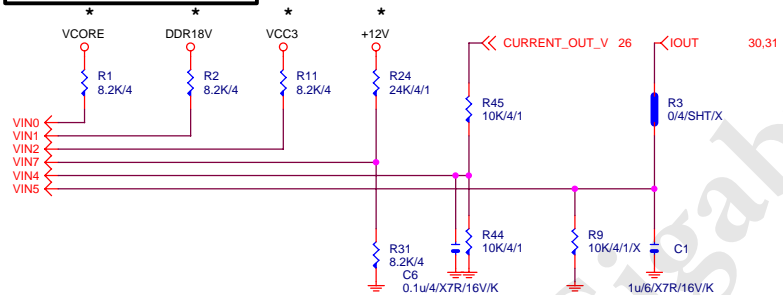 * * * *
VCORE DDR18V VCC3 +12V
CURRENT_OUT_V 26 IOUT 30,31
R1 R2 R11 R24
8.2K/4 8.2K/4 8.2K/4 24K/4/1
R45
10K/4/1
R3
0/4/SHT/X
VIN0
VIN1
VIN2
VIN7
VIN4
VIN5
R31
8.2K/4
C6
0.1u/4/X7R/16V/K
R44
10K/4/1
R9
10K/4/1/X
C1
1u/6/X7R/16V/K
Gigab